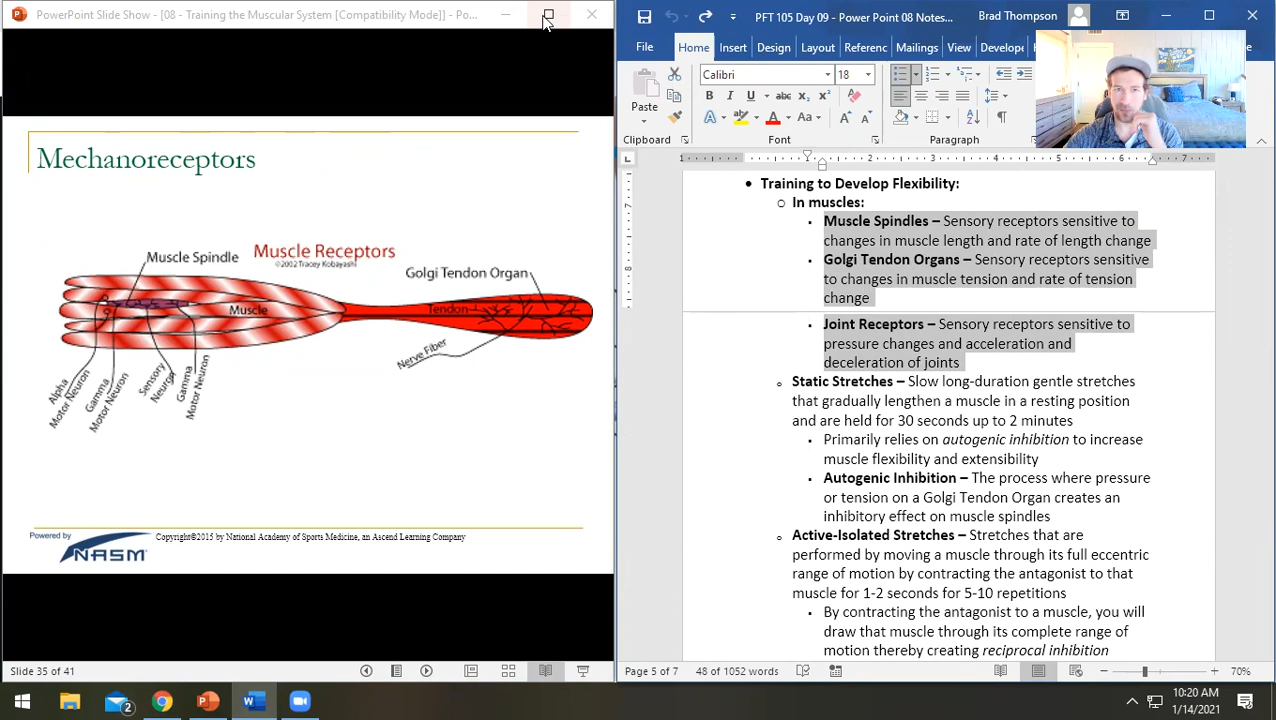 PowerPoint Slide Show - [08 - Training the Muscular System [Compatibility Mode]] - Po...
Mechanoreceptors
Muscle Receptors
©2002 Tracey Kobayashi
Muscle Spindle
Golgi Tendon Organ
Muscle
Tendon
Nerve Fiber
Alpha
Motor Neuron
Gamma
Motor Neuron
Sensory
Neuron
Gamma
Motor Neuron
Powered by
NASM
Copyright©2015 by National Academy of Sports Medicine, an Ascend Learning Company
Slide 35 of 41
PFT 105 Day 09 - Power Point 08 Notes...
Brad Thompson
File
Home
Insert
Design
Layout
Referenc
Mailings
View
Develop
Paste
Calibri
18
Clipboard
Font
Paragraph
1 1 2 3 4 5 6 7
7
8
• Training to Develop Flexibility:
o In muscles:
▪ Muscle Spindles – Sensory receptors sensitive to
changes in muscle length and rate of length change
▪ Golgi Tendon Organs – Sensory receptors sensitive
to changes in muscle tension and rate of tension
change
▪ Joint Receptors – Sensory receptors sensitive to
pressure changes and acceleration and
deceleration of joints
o Static Stretches – Slow long-duration gentle stretches
that gradually lengthen a muscle in a resting position
and are held for 30 seconds up to 2 minutes
▪ Primarily relies on autogenic inhibition to increase
muscle flexibility and extensibility
▪ Autogenic Inhibition – The process where pressure
or tension on a Golgi Tendon Organ creates an
inhibitory effect on muscle spindles
o Active-Isolated Stretches – Stretches that are
performed by moving a muscle through its full eccentric
range of motion by contracting the antagonist to that
muscle for 1-2 seconds for 5-10 repetitions
▪ By contracting the antagonist to a muscle, you will
draw that muscle through its complete range of
motion thereby creating reciprocal inhibition
Page 5 of 7
48 of 1052 words
70%
2
10:20 AM
1/14/2021